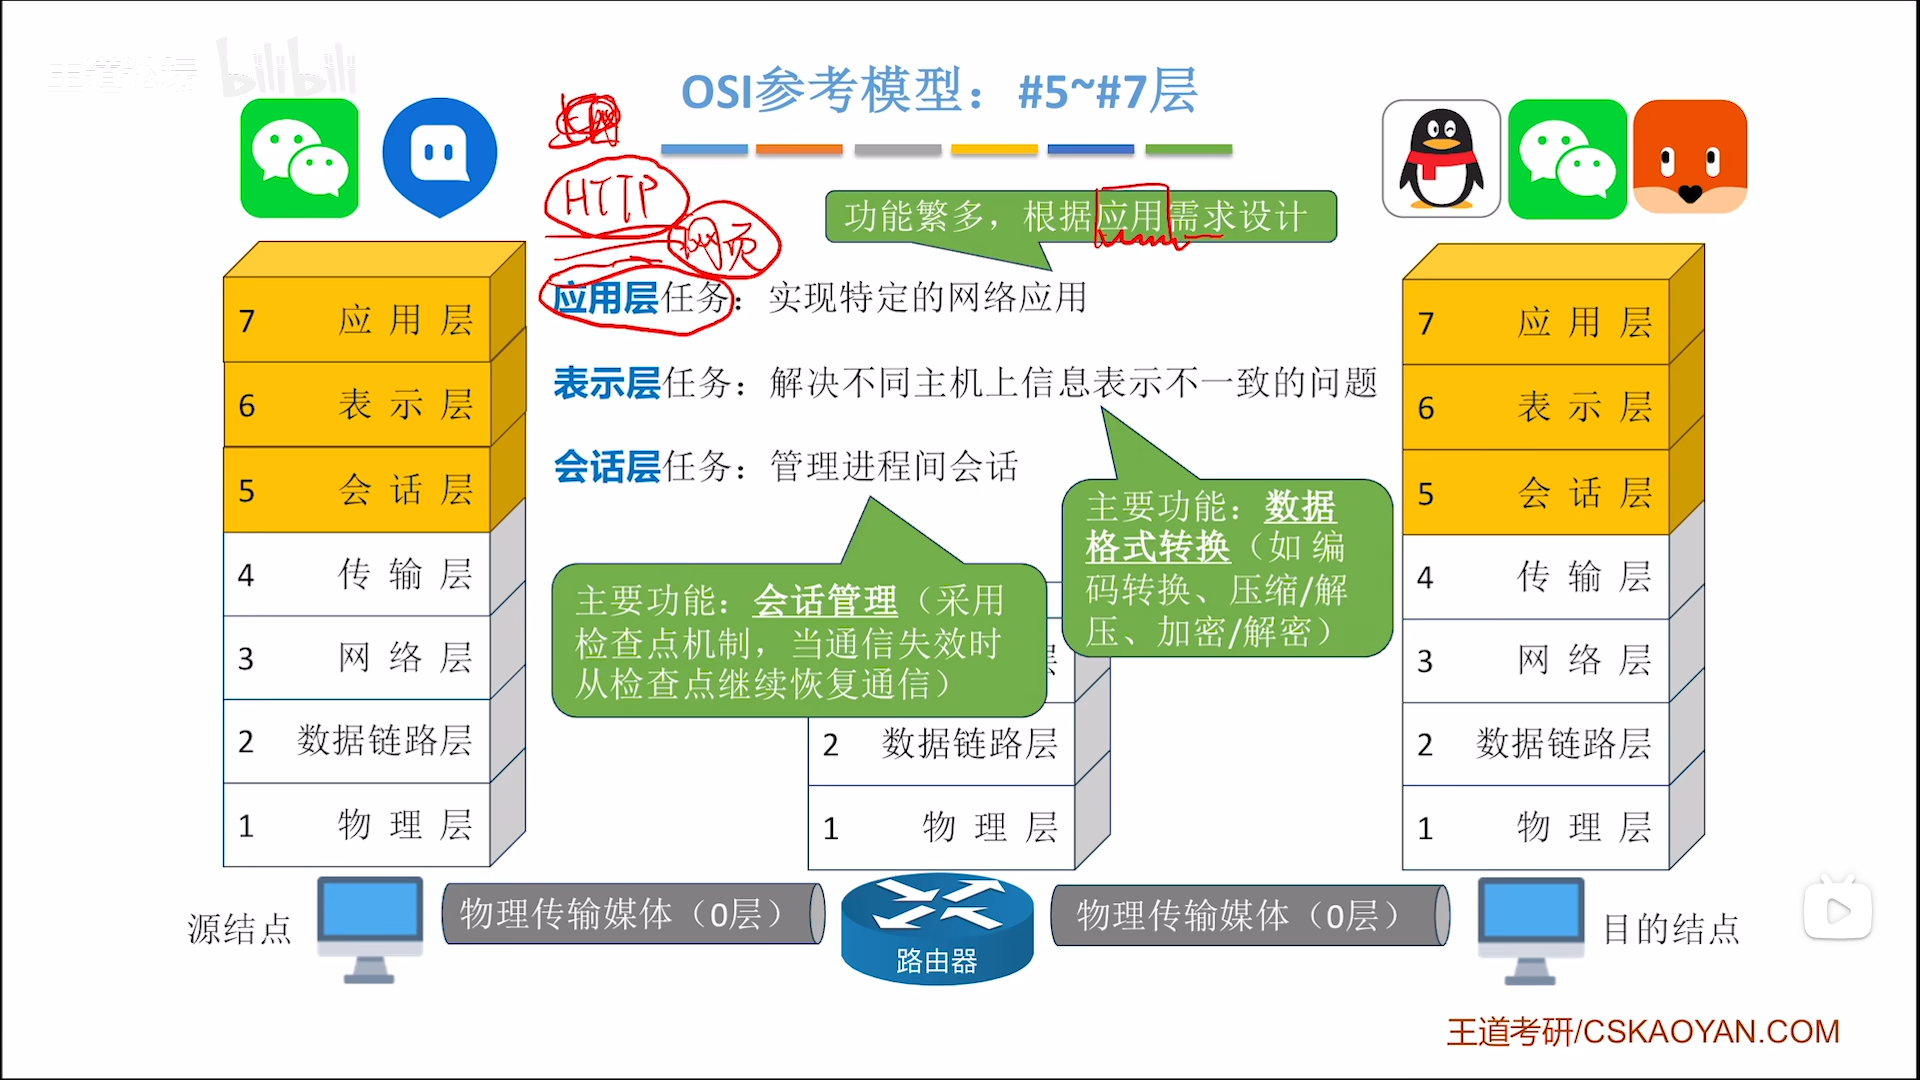 王道论坛 bilibili
OSI参考模型：#5~#7层
HTTP
网页
功能繁多，根据应用需求设计
应用层任务：实现特定的网络应用
表示层任务：解决不同主机上信息表示不一致的问题
会话层任务：管理进程间会话
主要功能：数据
格式转换（如 编
码转换、压缩/解
压、加密/解密）
主要功能：会话管理（采用
检查点机制，当通信失效时
从检查点继续恢复通信）
7 应 用 层
6 表 示 层
5 会 话 层
4 传 输 层
3 网 络 层
2 数据链路层
1 物 理 层
2 数据链路层
1 物 理 层
7 应 用 层
6 表 示 层
5 会 话 层
4 传 输 层
3 网 络 层
2 数据链路层
1 物 理 层
源结点
物理传输媒体（0层）
路由器
物理传输媒体（0层）
目的结点
王道考研/CSKAOYAN.COM